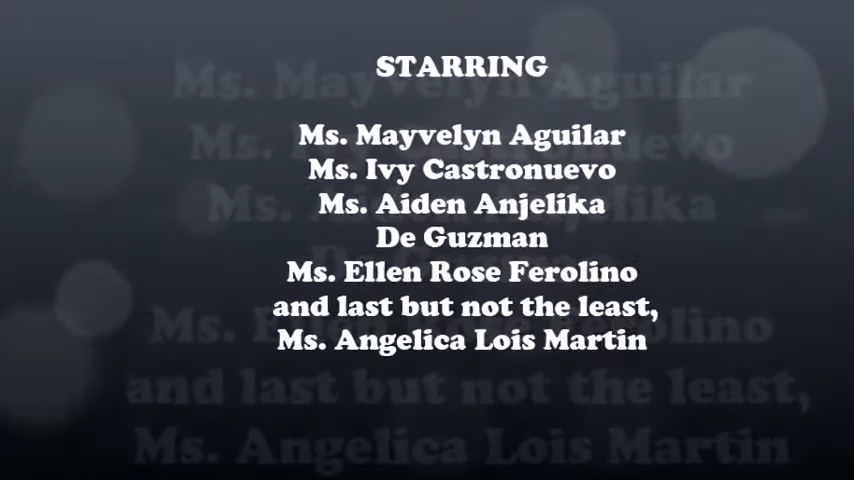 STARRING
Ms. Mayvelyn Aguilar
Ms. Ivy Castronuevo
Ms. Aiden Anjelika
De Guzman
Ms. Ellen Rose Ferolino
and last but not the least,
Ms. Angelica Lois Martin